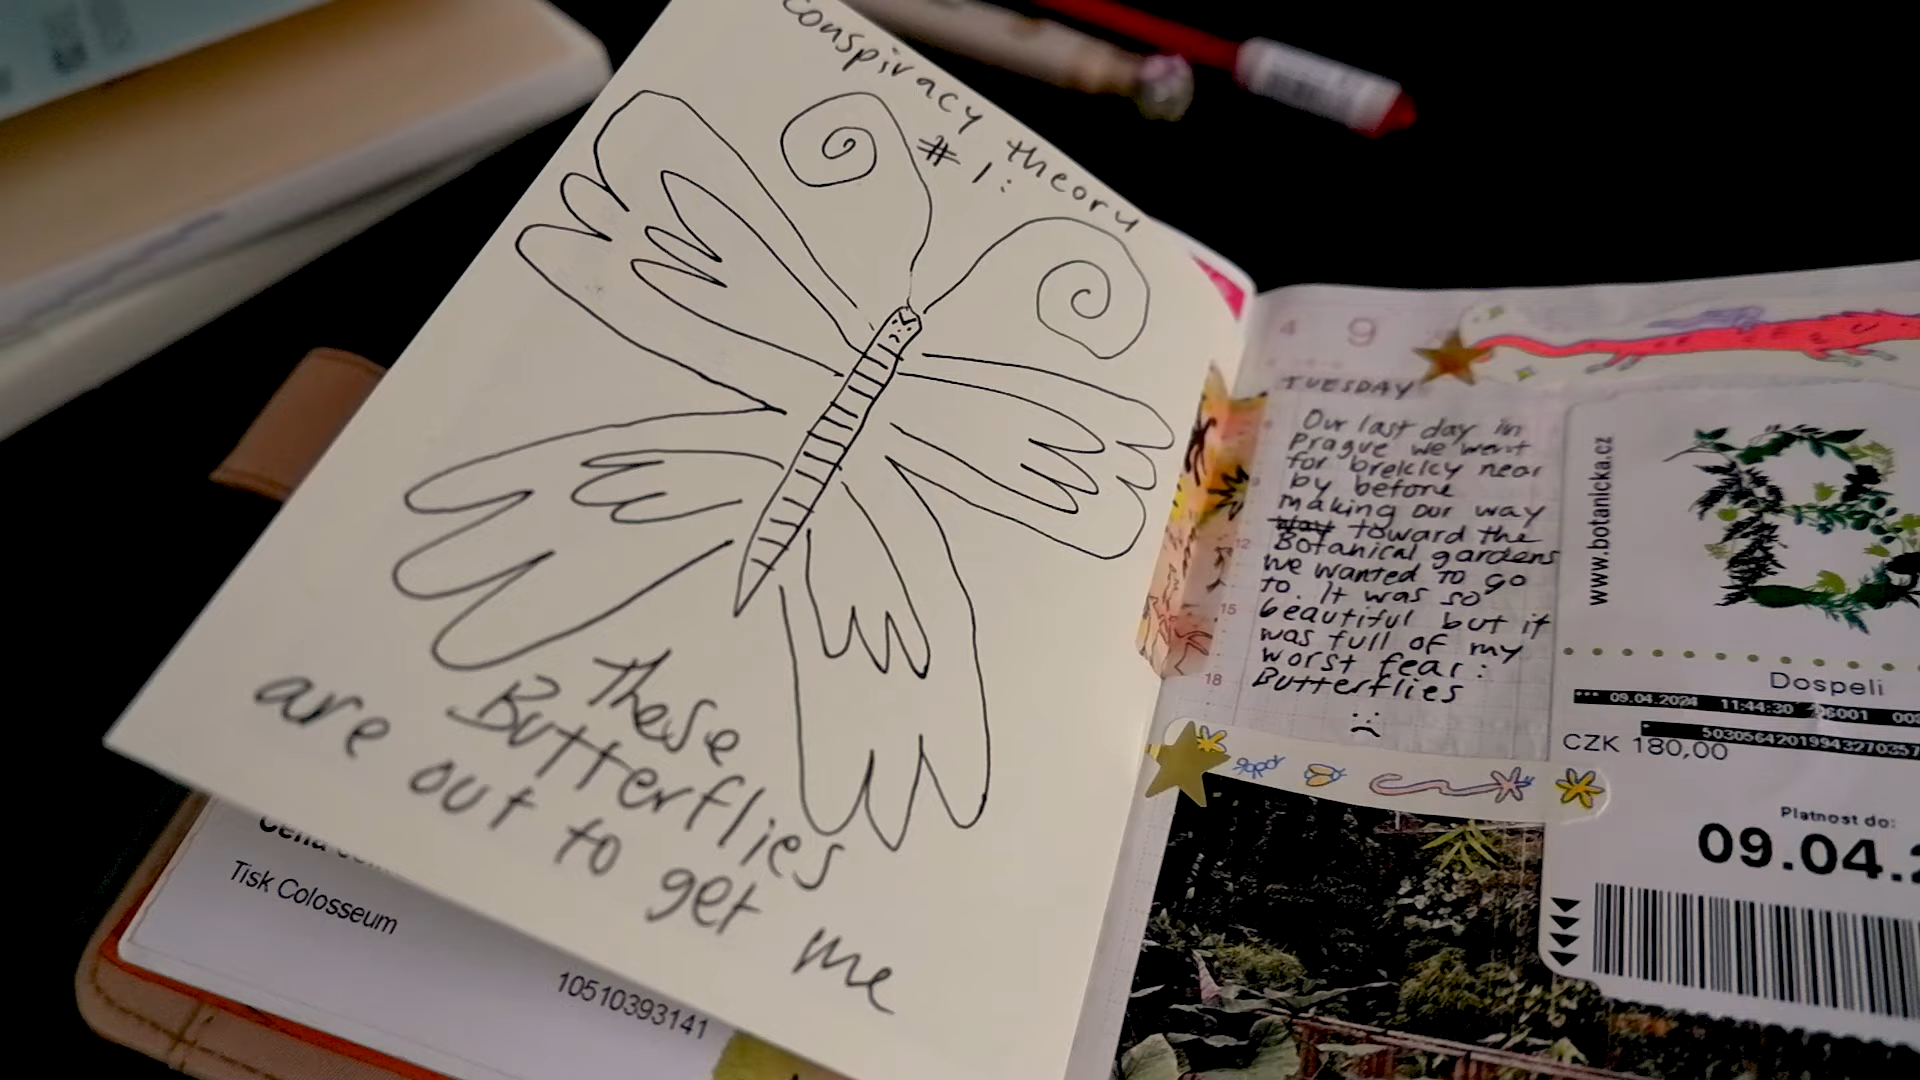 conspiracy theory
#1:
these
Butterflies
are out to get me
Tisk Colosseum
10510393141
4 9
TUESDAY
Our last day in
Prague we went
for brekky near
by before
making our way
way toward the
Botanical gardens
we wanted to go
to. It was so
beautiful but it
was full of my
worst fear:
Butterflies
12
15
18
www.botanicka.cz
Dospeli
*** 09.04.2024 11:44:30
CZK 180,00
Platnost do:
09.04.